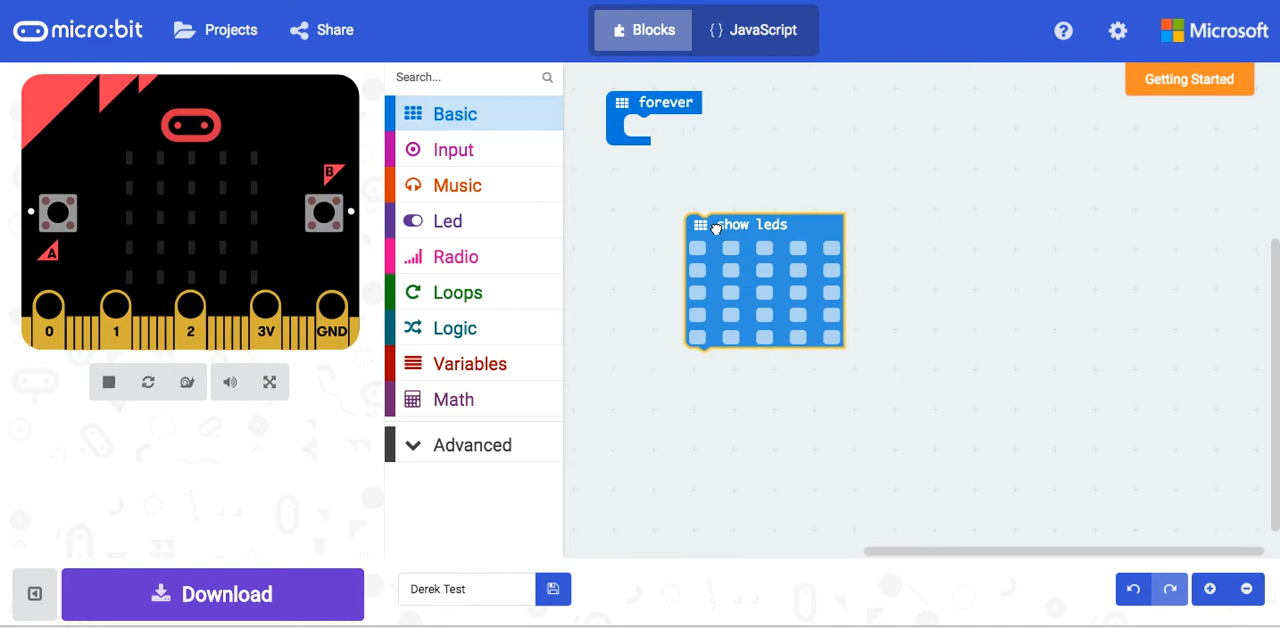 micro:bit
Projects
Share
Blocks
{} JavaScript
?
Microsoft
Search...
Getting Started
Basic
Input
Music
Led
Radio
Loops
Logic
Variables
Math
Advanced
forever
show leds
A
B
0 1 2 3V GND
Download
Derek Test